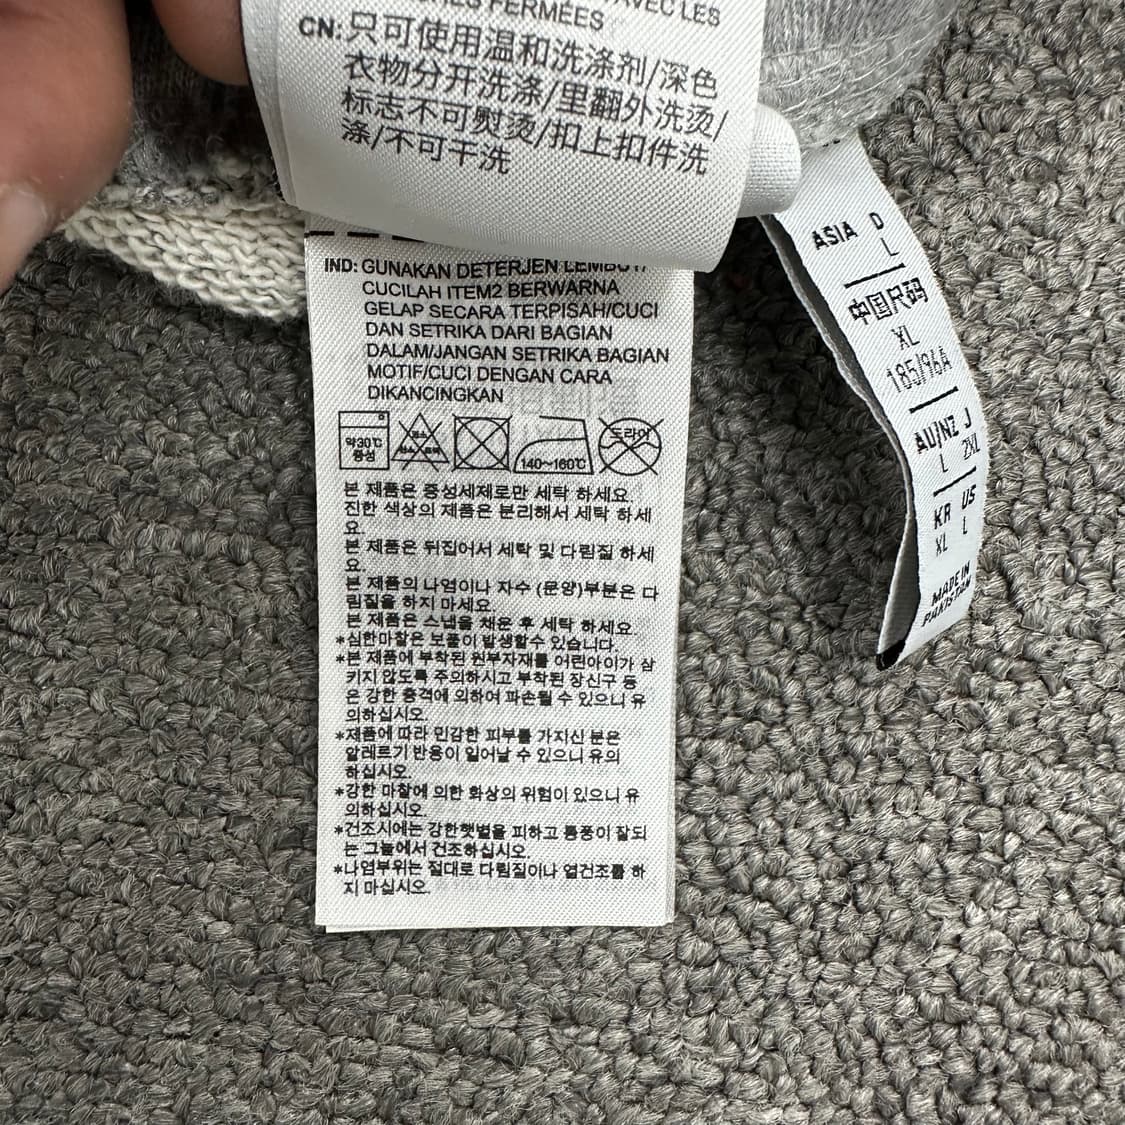 AVEC LES
FERMÉES
CN:只可使用温和洗涤剂/深色
衣物分开洗涤/里翻外洗烫/
标志不可熨烫/扣上扣件洗
涤/不可干洗
IND: GUNAKAN DETERJEN LEMBUT/
CUCILAH ITEM2 BERWARNA
GELAP SECARA TERPISAH/CUCI
DAN SETRIKA DARI BAGIAN
DALAM/JANGAN SETRIKA BAGIAN
MOTIF/CUCI DENGAN CARA
DIKANCINGKAN
약30℃
중성
140~160℃
드라이
본 제품은 중성세제로만 세탁 하세요.
진한 색상의 제품은 분리해서 세탁 하세
요.
본 제품은 뒤집어서 세탁 및 다림질 하세
요.
본 제품의 나염이나 자수 (문양)부분은 다
림질을 하지 마세요.
본 제품은 스냅을 채운 후 세탁 하세요.
*심한마찰은 보풀이 발생할수 있습니다.
*본 제품에 부착된 원부자재를 어린아이가 삼
키지 않도록 주의하시고 부착된 장신구 등
은 강한 충격에 의하여 파손될 수 있으니 유
의하십시오.
*제품에 따라 민감한 피부를 가지신 분은
알레르기 반응이 일어날 수 있으니 유의
하십시오.
*강한 마찰에 의한 화상의 위험이 있으니 유
의하십시오.
*건조시에는 강한햇볕을 피하고 통풍이 잘되
는 그늘에서 건조하십시오.
*나염부위는 절대로 다림질이나 열건조를 하
지 마십시오.
ASIA D
L
中国尺码
XL
185/96A
AU/NZ J
L 2XL
KR US
XL L
MADE IN
PAKISTAN